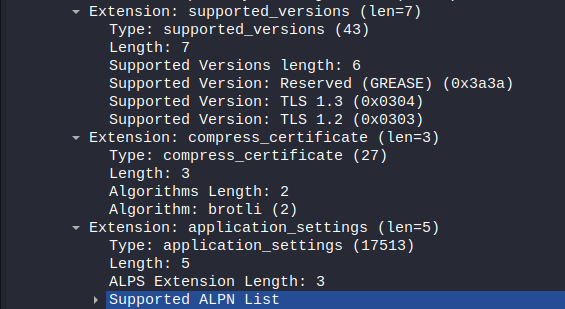 Extension: supported_versions (len=7)
Type: supported_versions (43)
Length: 7
Supported Versions length: 6
Supported Version: Reserved (GREASE) (0x3a3a)
Supported Version: TLS 1.3 (0x0304)
Supported Version: TLS 1.2 (0x0303)
Extension: compress_certificate (len=3)
Type: compress_certificate (27)
Length: 3
Algorithms Length: 2
Algorithm: brotli (2)
Extension: application_settings (len=5)
Type: application_settings (17513)
Length: 5
ALPS Extension Length: 3
Supported ALPN List